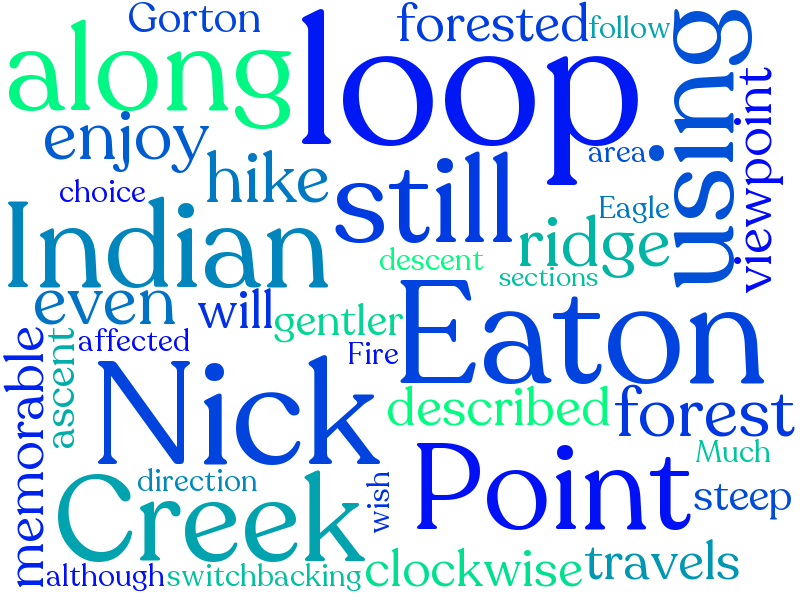 Gorton
forested
follow
along
loop
using
enjoy
viewpoint
area
hike
choice
still
Eagle
Indian
ridge
descent
sections
even
will
Eaton
gentler
memorable
ascent
affected
Fire
Nick
described
forest
Much
Point
Creek
direction
wish
steep
although
switchbacking
clockwise
travels